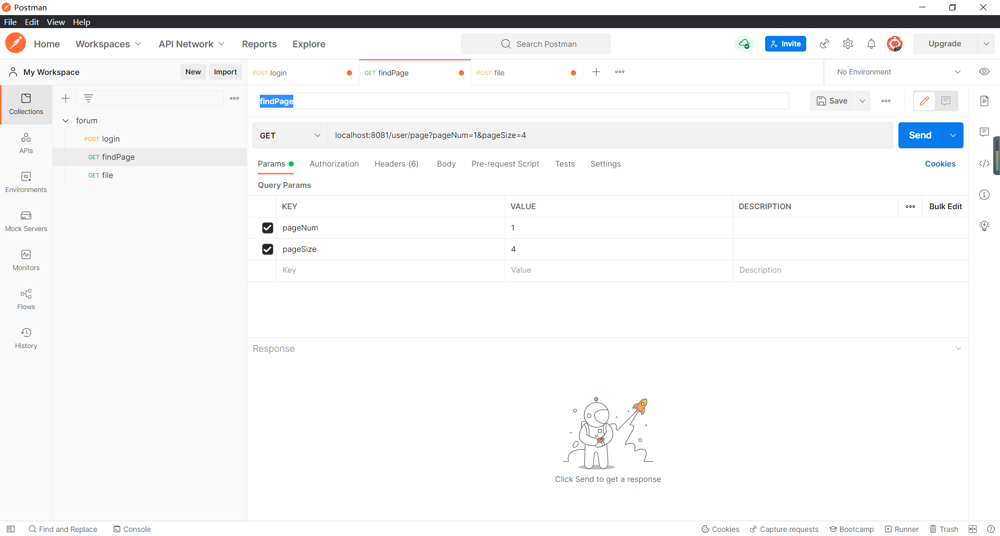 Postman
File Edit View Help
Home Workspaces API Network Reports Explore Search Postman Invite Upgrade
My Workspace New Import POST login GET findPage POST file No Environment
findPage Save
Collections
forum
POST login
GET findPage
GET file
APIs
Environments
Mock Servers
Monitors
Flows
History
GET localhost:8081/user/page?pageNum=1&pageSize=4 Send
Params Authorization Headers (6) Body Pre-request Script Tests Settings Cookies
Query Params
KEY VALUE DESCRIPTION Bulk Edit
pageNum 1
pageSize 4
Key Value Description
Response
Click Send to get a response
Find and Replace Console Cookies Capture requests Bootcamp Runner Trash